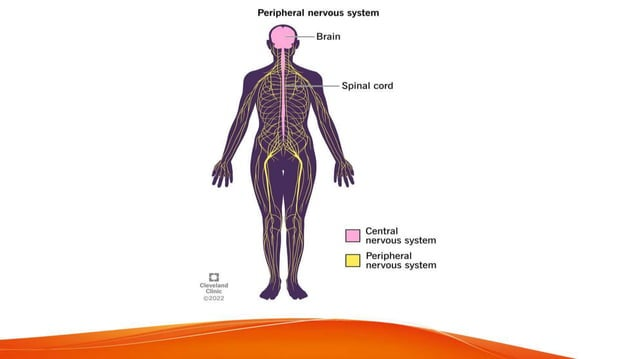 Peripheral nervous system
Brain
Spinal cord
Central
nervous system
Peripheral
nervous system
Cleveland
Clinic
©2022